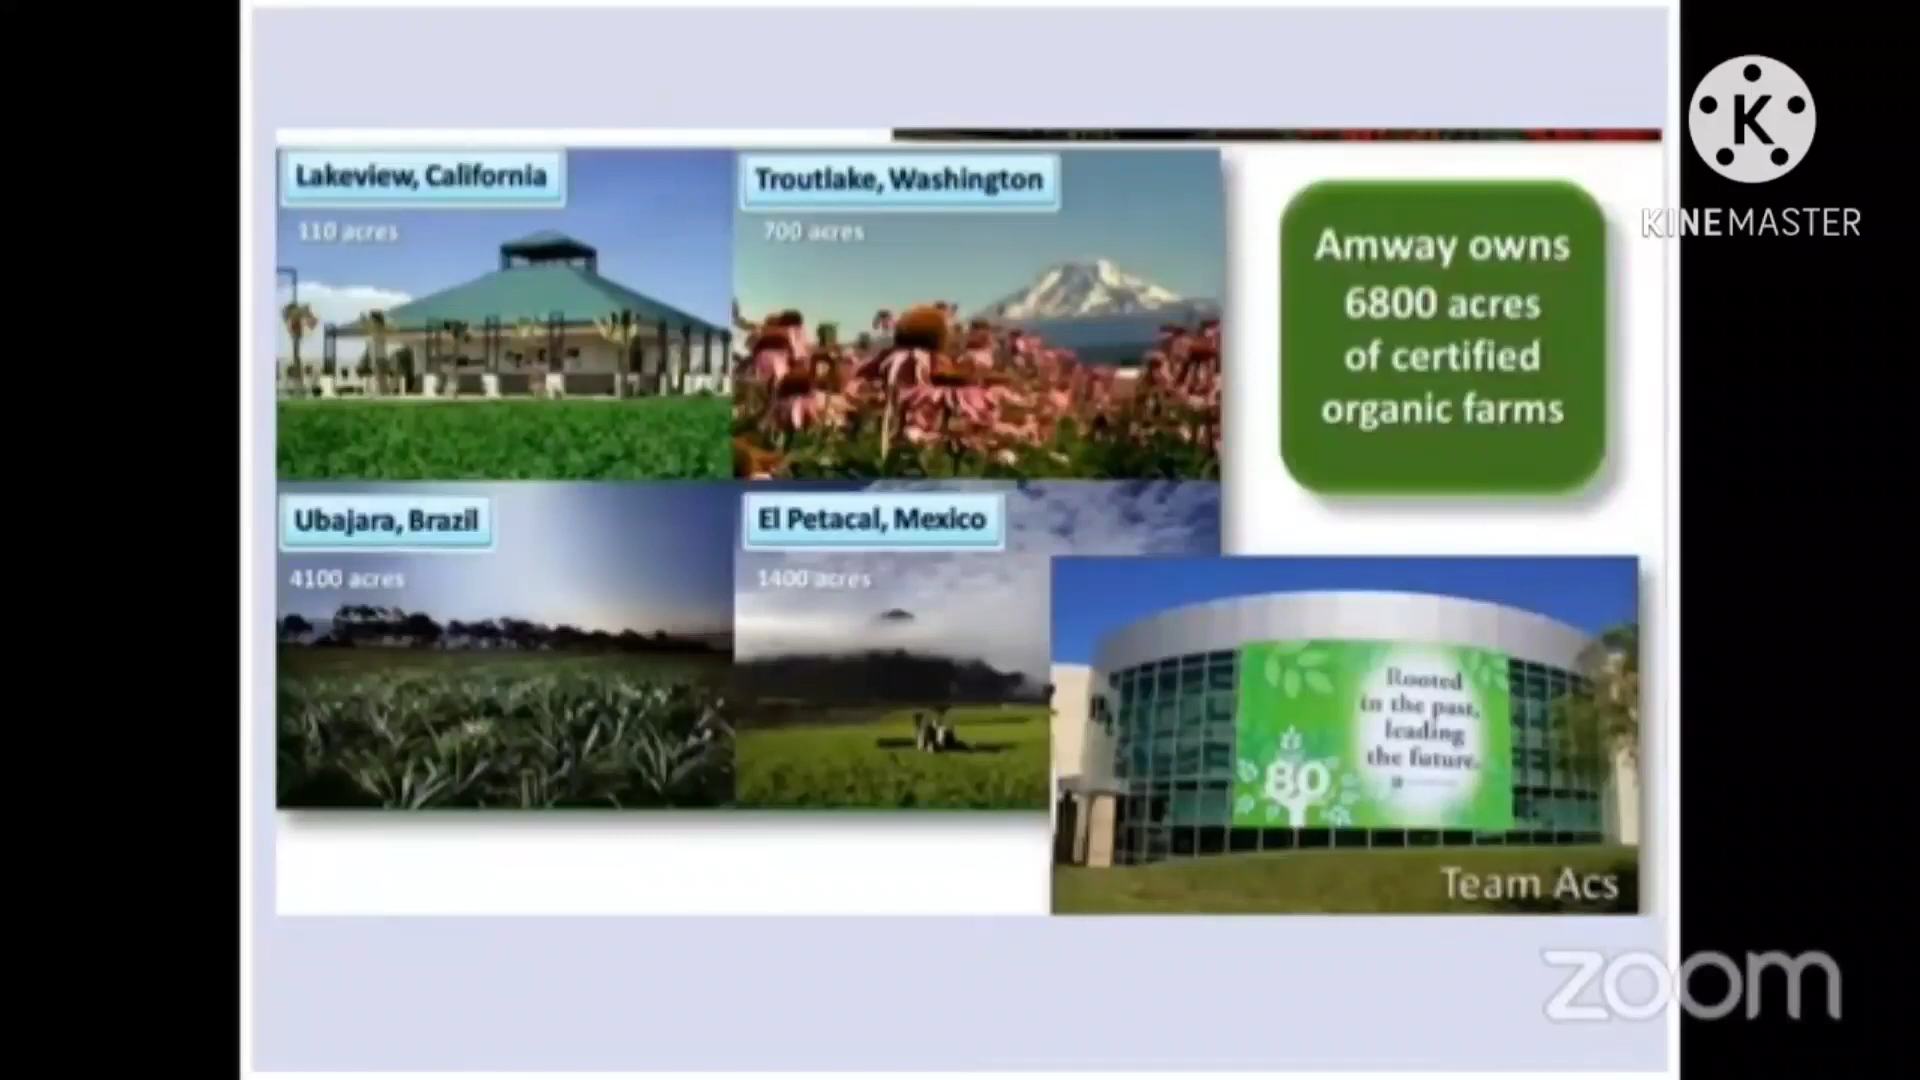 Lakeview, California
110 acres
Troutlake, Washington
700 acres
Amway owns
6800 acres
of certified
organic farms
K
KINEMASTER
Ubajara, Brazil
4100 acres
El Petacal, Mexico
1400 acres
Rooted
in the past,
leading
the future.
80
Team Acs
zoom